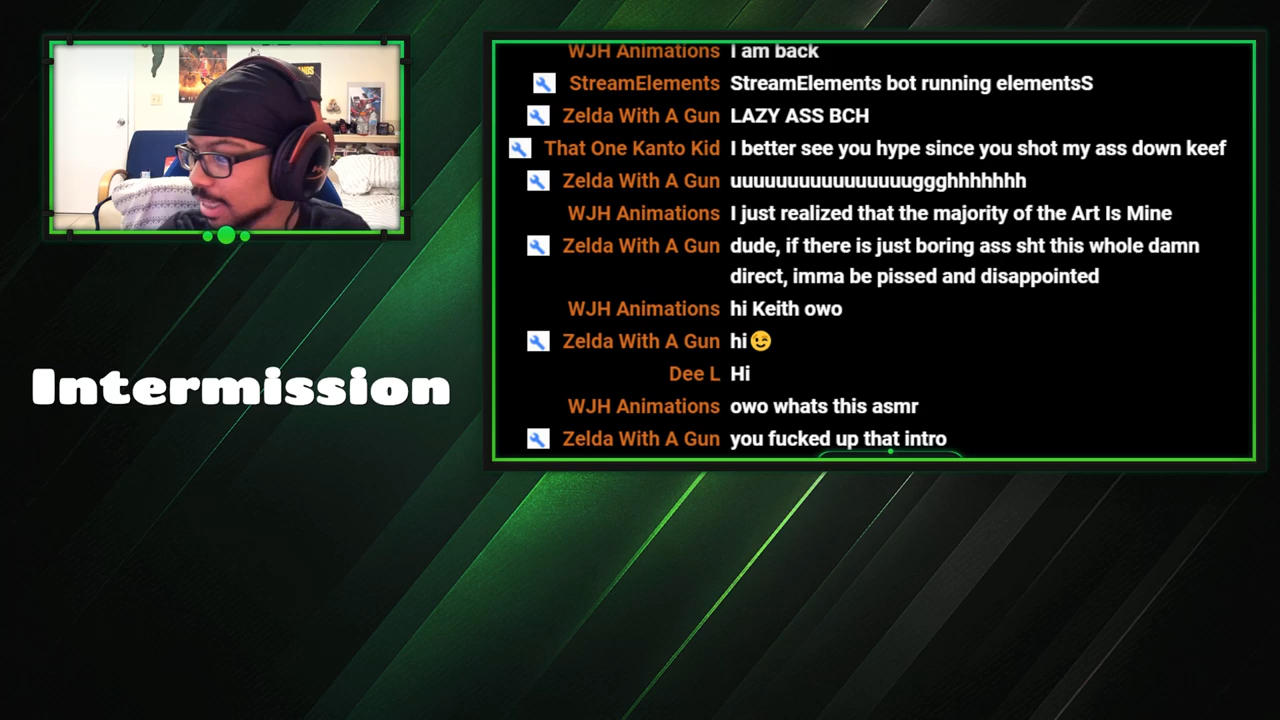 WJH Animations I am back
StreamElements StreamElements bot running elementsS
Zelda With A Gun LAZY ASS BCH
That One Kanto Kid I better see you hype since you shot my ass down keef
Zelda With A Gun uuuuuuuuuuuuuuuuggghhhhhhh
WJH Animations I just realized that the majority of the Art Is Mine
Zelda With A Gun dude, if there is just boring ass sht this whole damn
direct, imma be pissed and disappointed
WJH Animations hi Keith owo
Zelda With A Gun hi😉
Dee L Hi
WJH Animations owo whats this asmr
Zelda With A Gun you fucked up that intro
Intermission